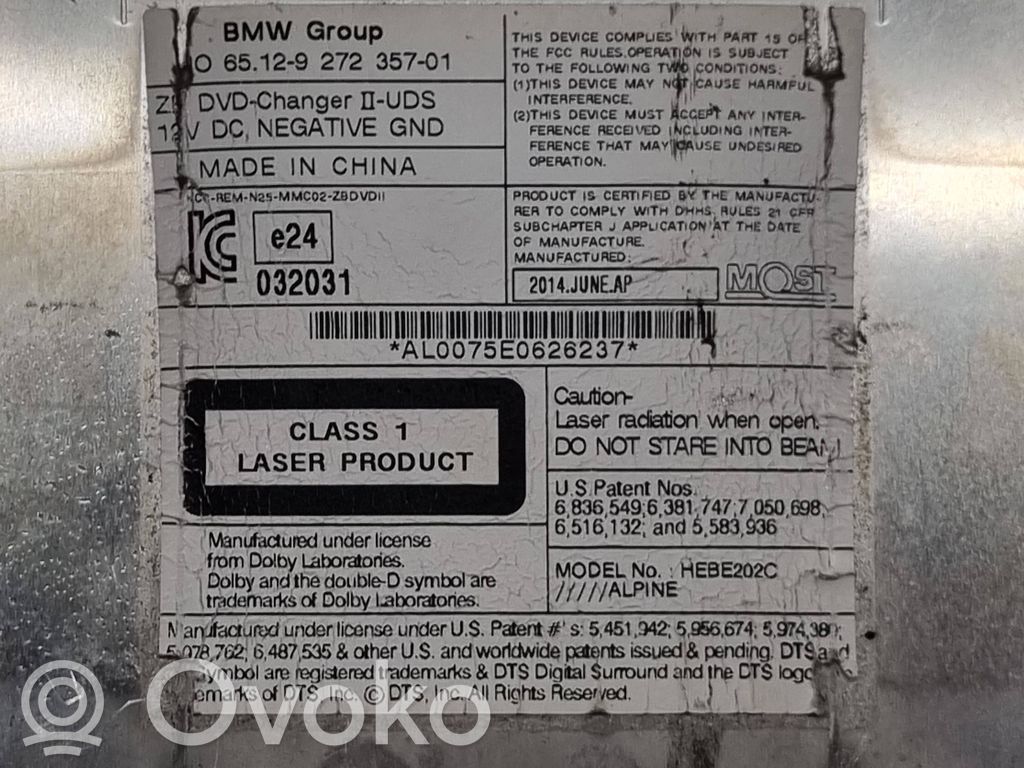 BMW Group
O 65.12-9 272 357-01
DVD-Changer II-UDS
12V DC, NEGATIVE GND
MADE IN CHINA
THIS DEVICE COMPLIES WITH PART 15 OF
THE FCC RULES.OPERATION IS SUBJECT
TO THE FOLLOWING TWO CONDITIONS:
(1)THIS DEVICE MAY NOT CAUSE HARMFUL
INTERFERENCE.
(2)THIS DEVICE MUST ACCEPT ANY INTER-
FERENCE RECEIVED INCLUDING INTER-
FERENCE THAT MAY CAUSE UNDESIRED
OPERATION.
KCC-REM-N25-MMC02-ZBDVDII
e24
032031
PRODUCT IS CERTIFIED BY THE MANUFACTU-
RER TO COMPLY WITH DHHS RULES 21 CFR
SUBCHAPTER J APPLICATION AT THE DATE
OF MANUFACTURE.
MANUFACTURED:
2014.JUNE.AP
MOST
*AL0075E0626237*
CLASS 1
LASER PRODUCT
Caution-
Laser radiation when open.
DO NOT STARE INTO BEAM
U.S.Patent Nos.
6,836,549;6,381,747;7,050,698;
6,516,132; and 5,583,936
Manufactured under license
from Dolby Laboratories.
Dolby and the double-D symbol are
trademarks of Dolby Laboratories.
MODEL No. : HEBE202C
/////ALPINE
Manufactured under license under U.S. Patent #'s: 5,451,942; 5,956,674; 5,974,380;
5,978,762; 6,487,535 & other U.S. and worldwide patents issued & pending. DTS and
Symbol are registered trademarks & DTS Digital Surround and the DTS logo
trademarks of DTS, Inc. © DTS, Inc. All Rights Reserved.
Ovoko